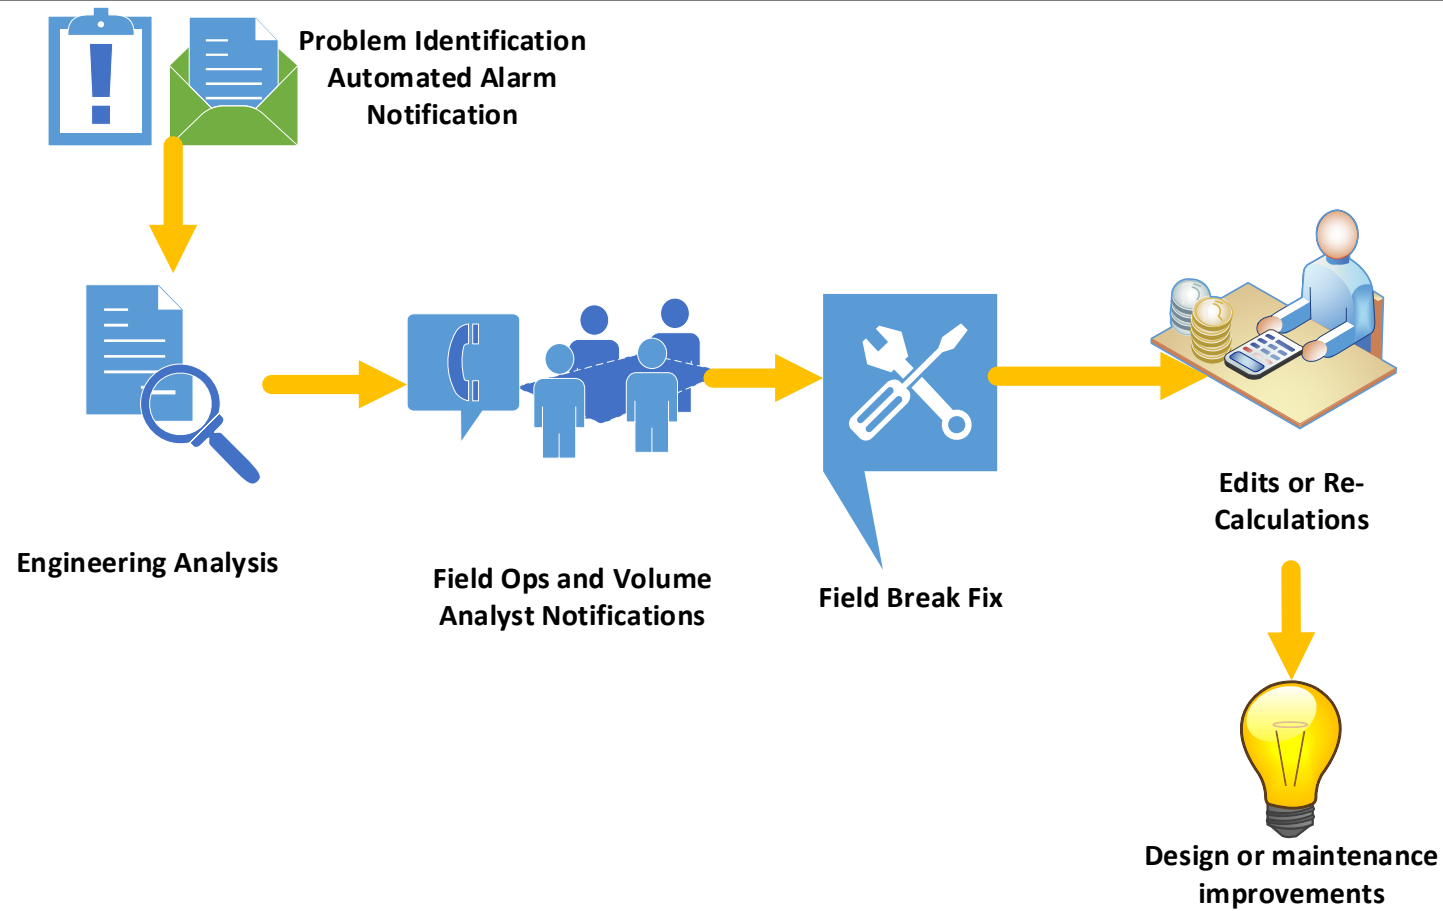 Problem Identification
Automated Alarm
Notification
Engineering Analysis
Field Ops and Volume
Analyst Notifications
Field Break Fix
Edits or Re-
Calculations
Design or maintenance
improvements